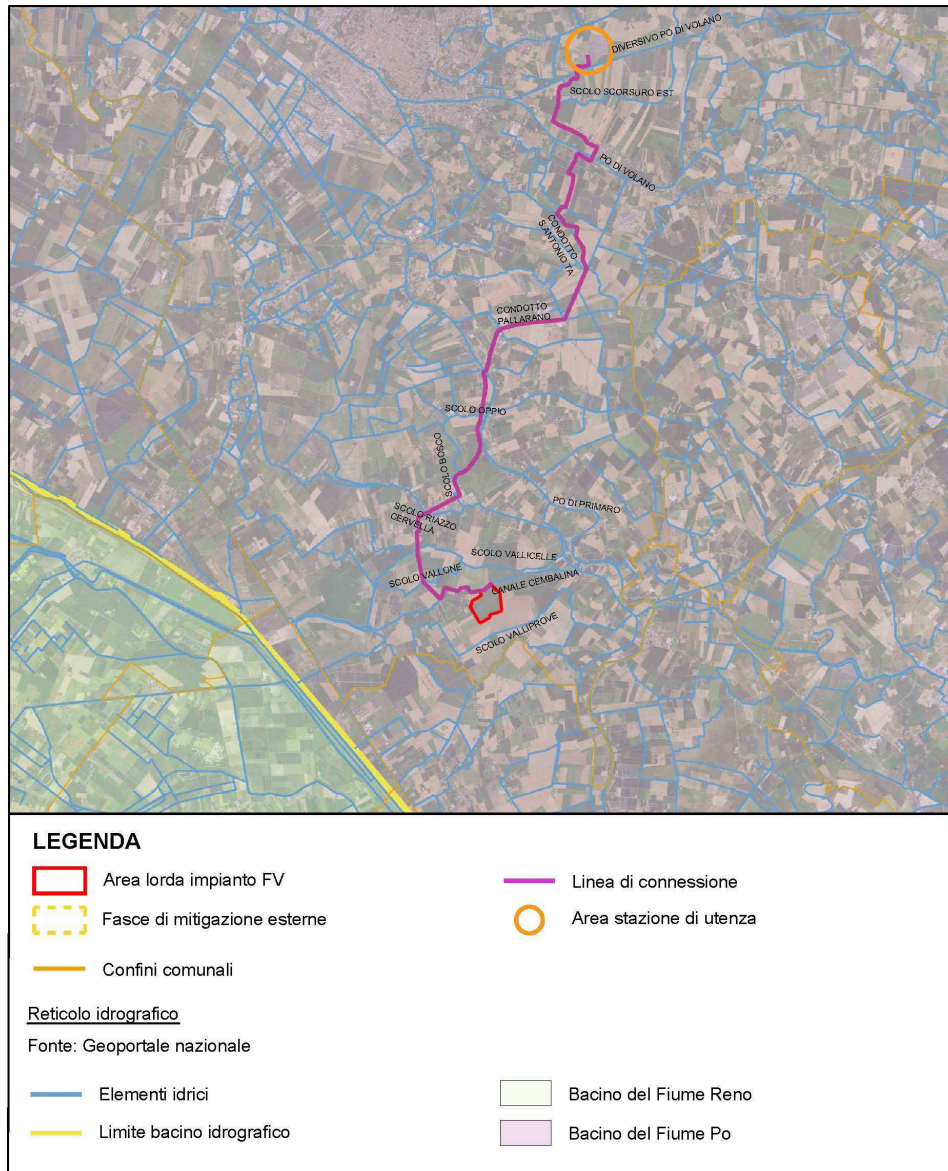 DIVERSIVO PO DI VOLANO
SCOLO SCORSURO EST
PO DI VOLANO
CONDOTTO
S.ANTONIO TA
CONDOTTO
PALLARANO
SCOLO OPPIO
SCOLO BOSCO
PO DI PRIMARO
SCOLO RIAZZO
CERVELLA
SCOLO VALLICELLE
SCOLO VALLONE
CANALE CEMBALINA
SCOLO VALLIPROVE
LEGENDA
Area lorda impianto FV
Linea di connessione
Fasce di mitigazione esterne
Area stazione di utenza
Confini comunali
Reticolo idrografico
Fonte: Geoportale nazionale
Elementi idrici
Bacino del Fiume Reno
Limite bacino idrografico
Bacino del Fiume Po